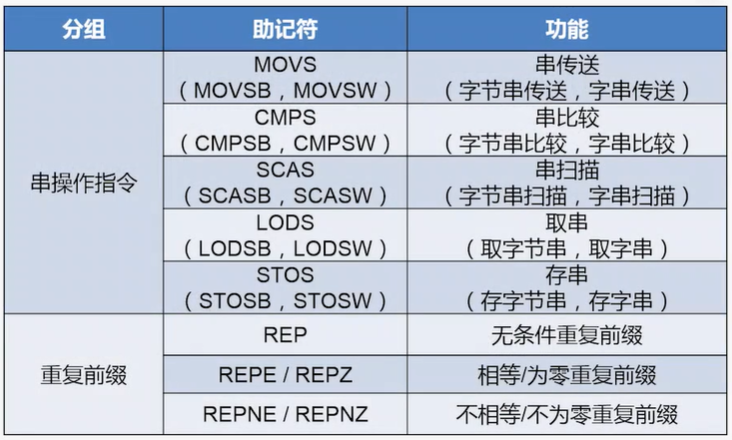 分组 助记符 功能
MOVS 串传送
（MOVSB，MOVSW） （字节串传送，字串传送）
CMPS 串比较
（CMPSB，CMPSW） （字节串比较，字串比较）
串操作指令 SCAS 串扫描
（SCASB，SCASW） （字节串扫描，字串扫描）
LODS 取串
（LODSB，LODSW） （取字节串，取字串）
STOS 存串
（STOSB，STOSW） （存字节串，存字串）
REP 无条件重复前缀
重复前缀 REPE / REPZ 相等/为零重复前缀
REPNE / REPNZ 不相等/不为零重复前缀